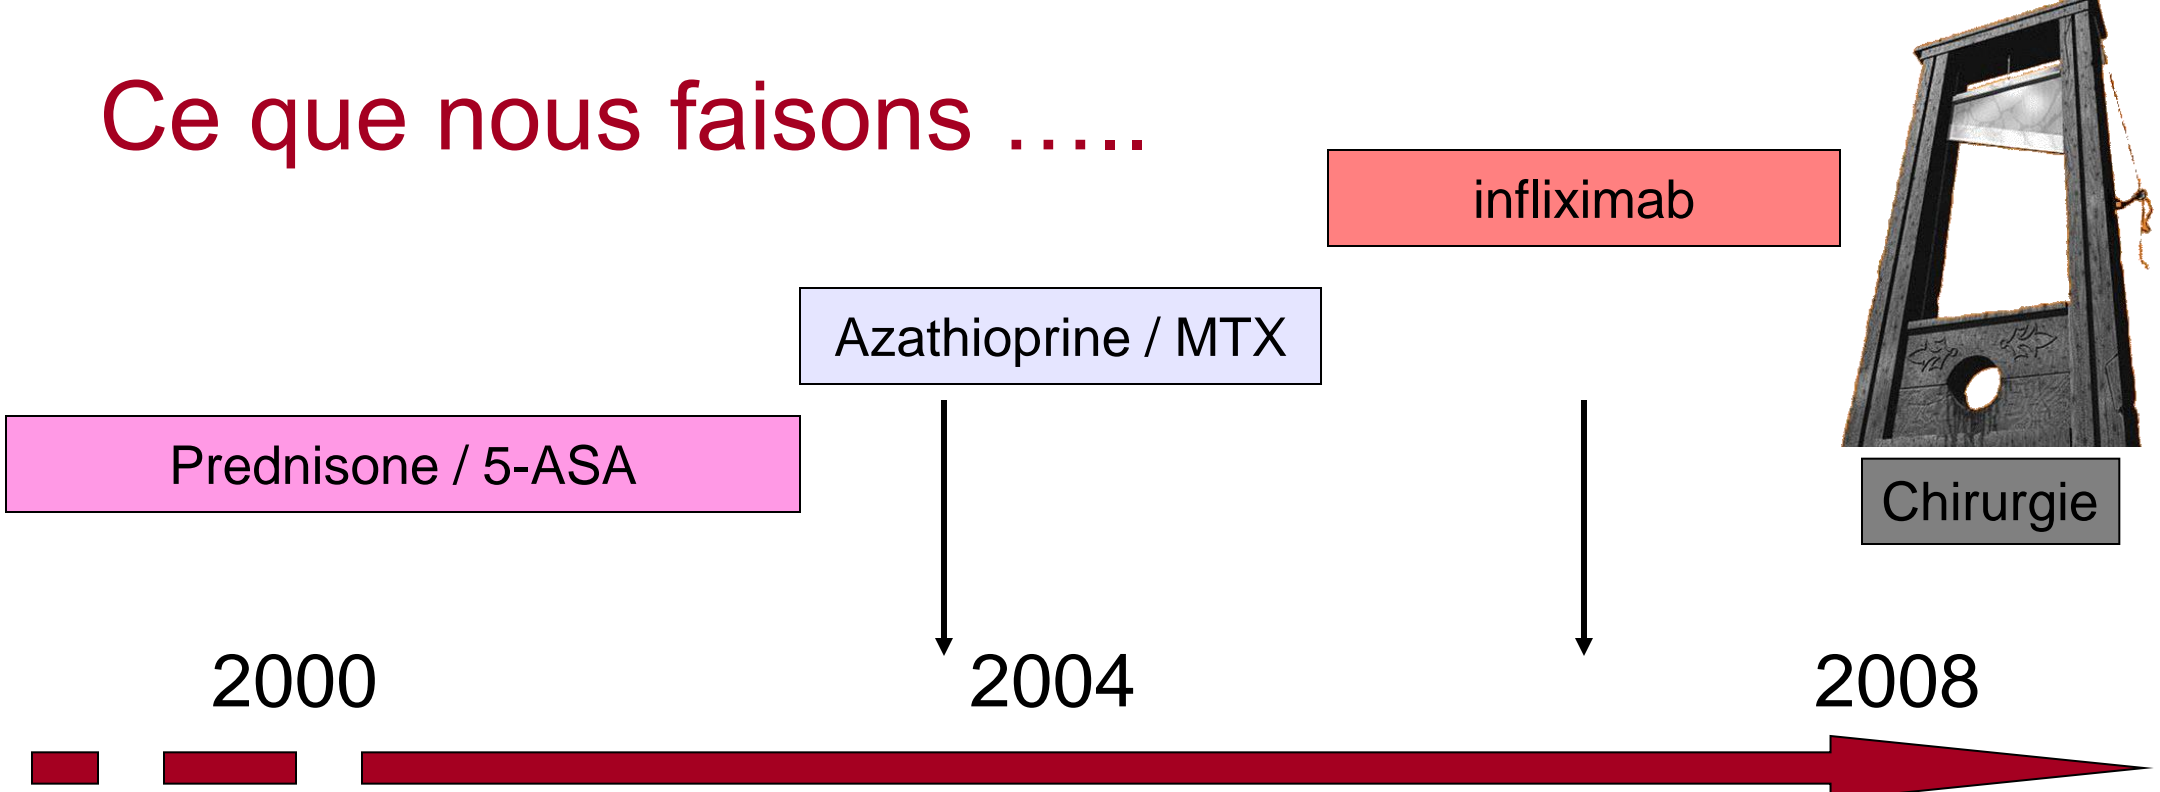 Ce que nous faisons .....
infliximab
Azathioprine / MTX
Prednisone / 5-ASA
Chirurgie
2000
2004
2008